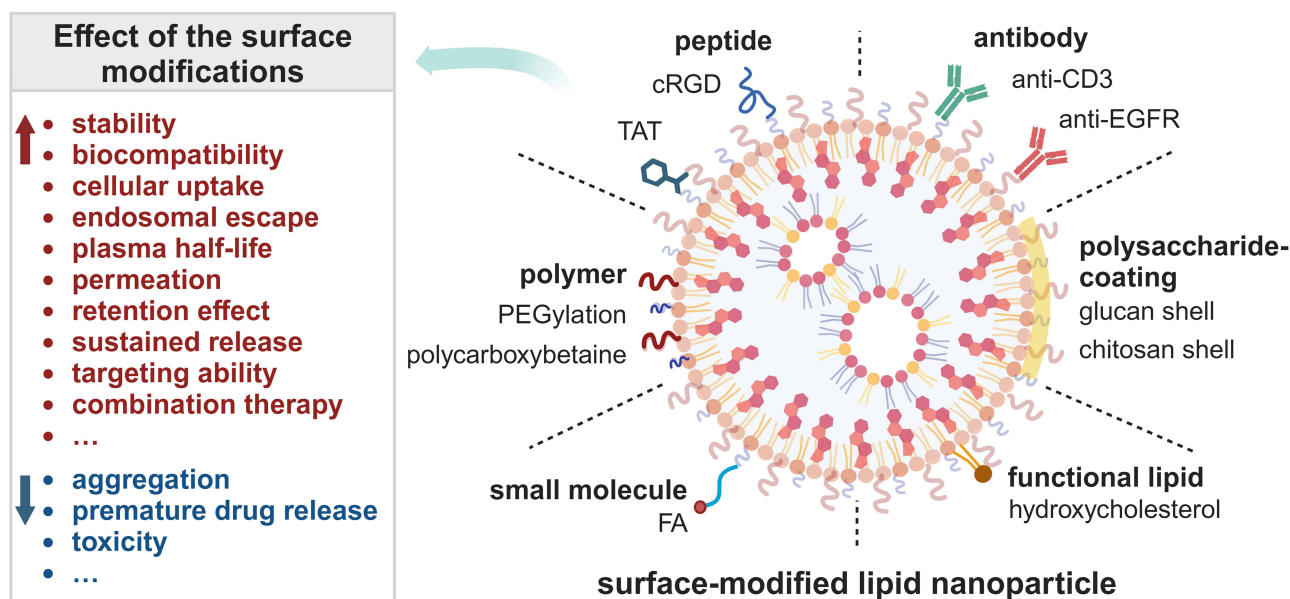 Effect of the surface
modifications
• stability
• biocompatibility
• cellular uptake
• endosomal escape
• plasma half-life
• permeation
• retention effect
• sustained release
• targeting ability
• combination therapy
• ...
• aggregation
• premature drug release
• toxicity
• ...
peptide
cRGD
TAT
antibody
anti-CD3
anti-EGFR
polymer
PEGylation
polycarboxybetaine
polysaccharide-
coating
glucan shell
chitosan shell
small molecule
FA
functional lipid
hydroxycholesterol
surface-modified lipid nanoparticle